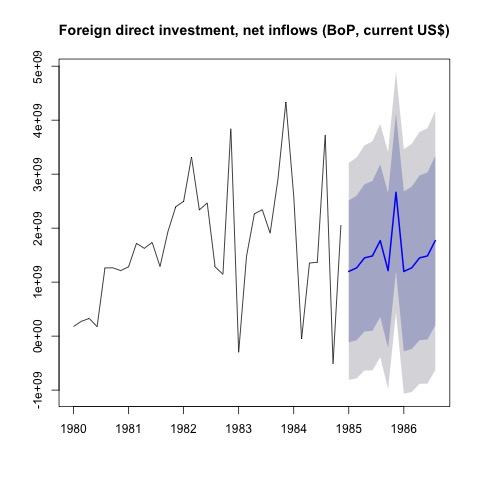 Foreign direct investment, net inflows (BoP, current US$)
5e+09
4e+09
3e+09
2e+09
1e+09
0e+00
-1e+09
1980 1981 1982 1983 1984 1985 1986